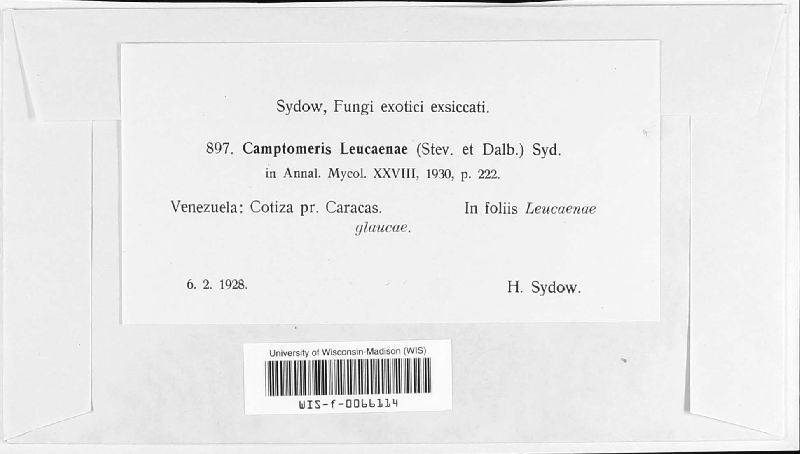 Sydow, Fungi exotici exsiccati.
897. Camptomeris Leucaenae (Stev. et Dalb.) Syd.
in Annal. Mycol. XXVIII, 1930, p. 222.
Venezuela: Cotiza pr. Caracas. In foliis Leucaenae
glaucae.
6. 2. 1928. H. Sydow.
University of Wisconsin-Madison (WIS)
WIS-f-0066114